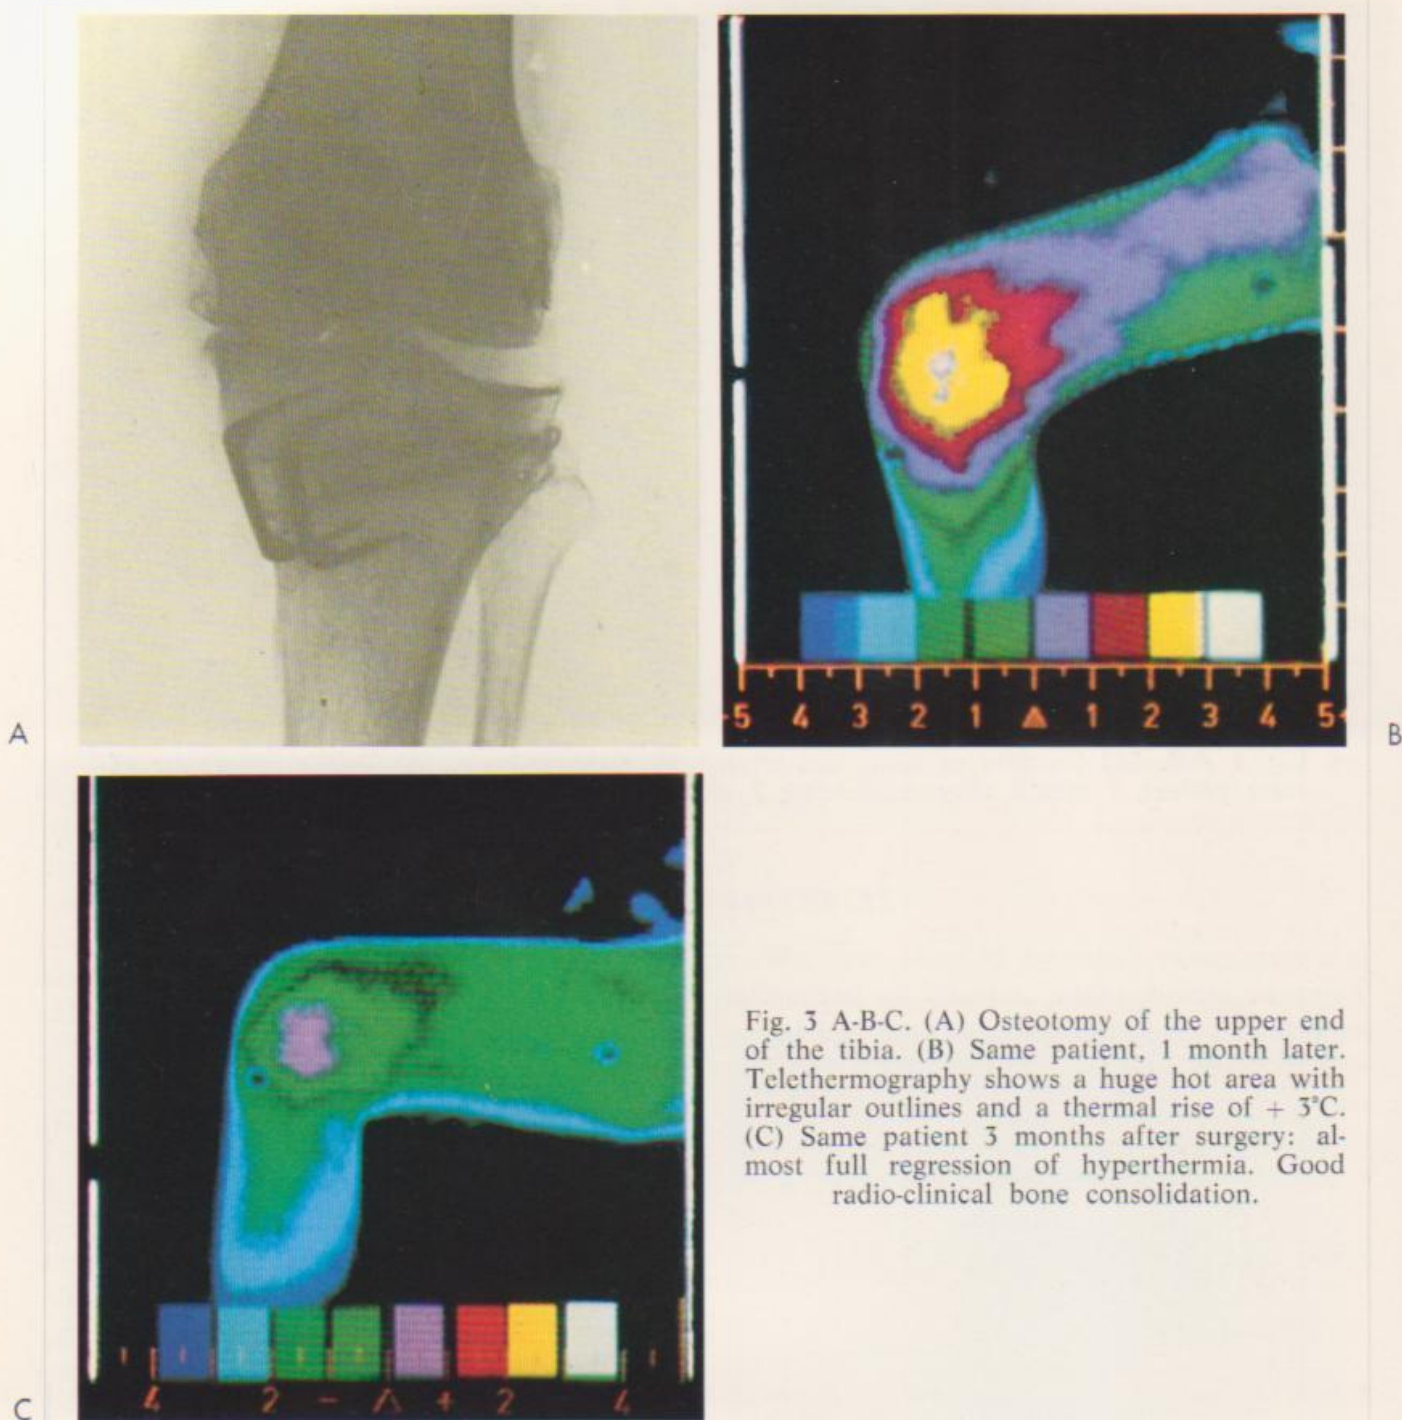 A
B
5 4 3 2 1 1 2 3 4 5
C
4 2 - + 2 4
Fig. 3 A-B-C. (A) Osteotomy of the upper end
of the tibia. (B) Same patient, 1 month later.
Telethermography shows a huge hot area with
irregular outlines and a thermal rise of + 3°C.
(C) Same patient 3 months after surgery: al-
most full regression of hyperthermia. Good
radio-clinical bone consolidation.